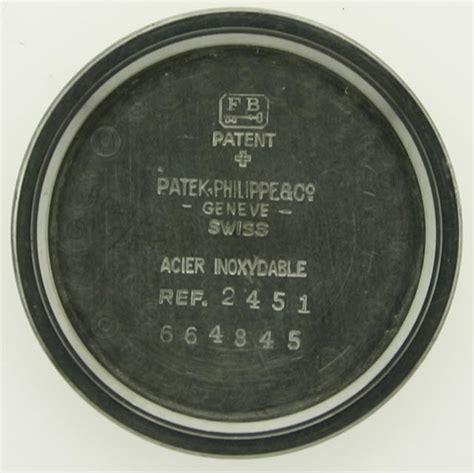 FB
PATENT
+
PATEK·PHILIPPE&Cº
- GENEVE -
SWISS
ACIER INOXYDABLE
REF. 2451
664845